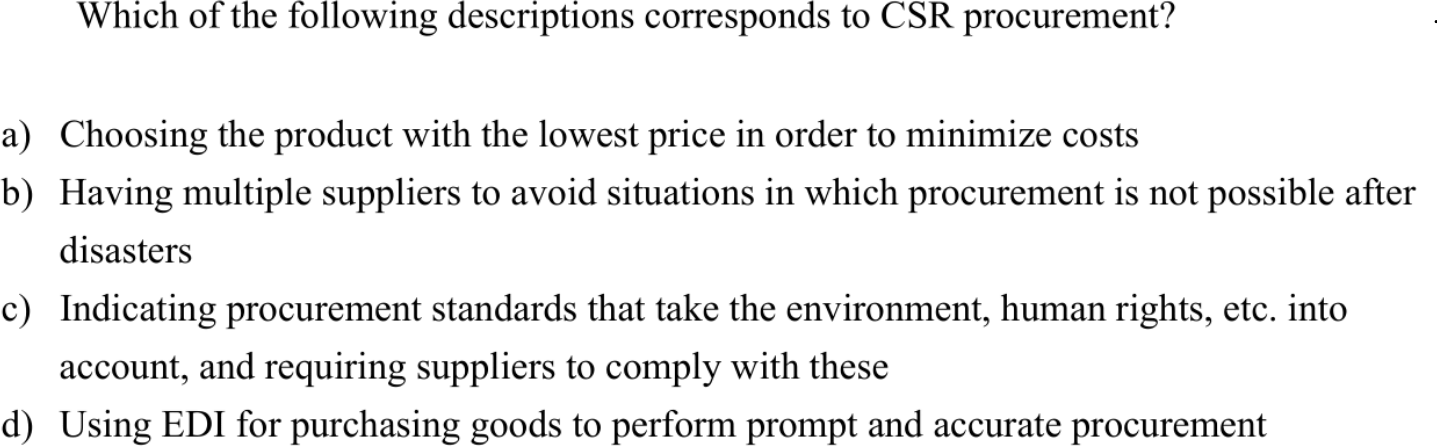 Which of the following descriptions corresponds to CSR procurement?
a) Choosing the product with the lowest price in order to minimize costs
b) Having multiple suppliers to avoid situations in which procurement is not possible after
disasters
c) Indicating procurement standards that take the environment, human rights, etc. into
account, and requiring suppliers to comply with these
d) Using EDI for purchasing goods to perform prompt and accurate procurement